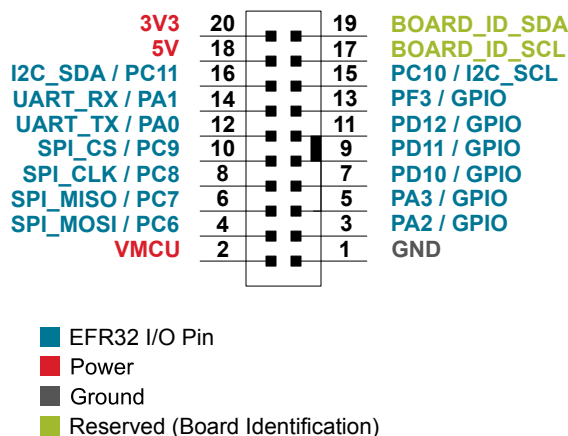 3V3 20 19 BOARD_ID_SDA
5V 18 17 BOARD_ID_SCL
I2C_SDA / PC11 16 15 PC10 / I2C_SCL
UART_RX / PA1 14 13 PF3 / GPIO
UART_TX / PA0 12 11 PD12 / GPIO
SPI_CS / PC9 10 9 PD11 / GPIO
SPI_CLK / PC8 8 7 PD10 / GPIO
SPI_MISO / PC7 6 5 PA3 / GPIO
SPI_MOSI / PC6 4 3 PA2 / GPIO
VMCU 2 1 GND
EFR32 I/O Pin
Power
Ground
Reserved (Board Identification)